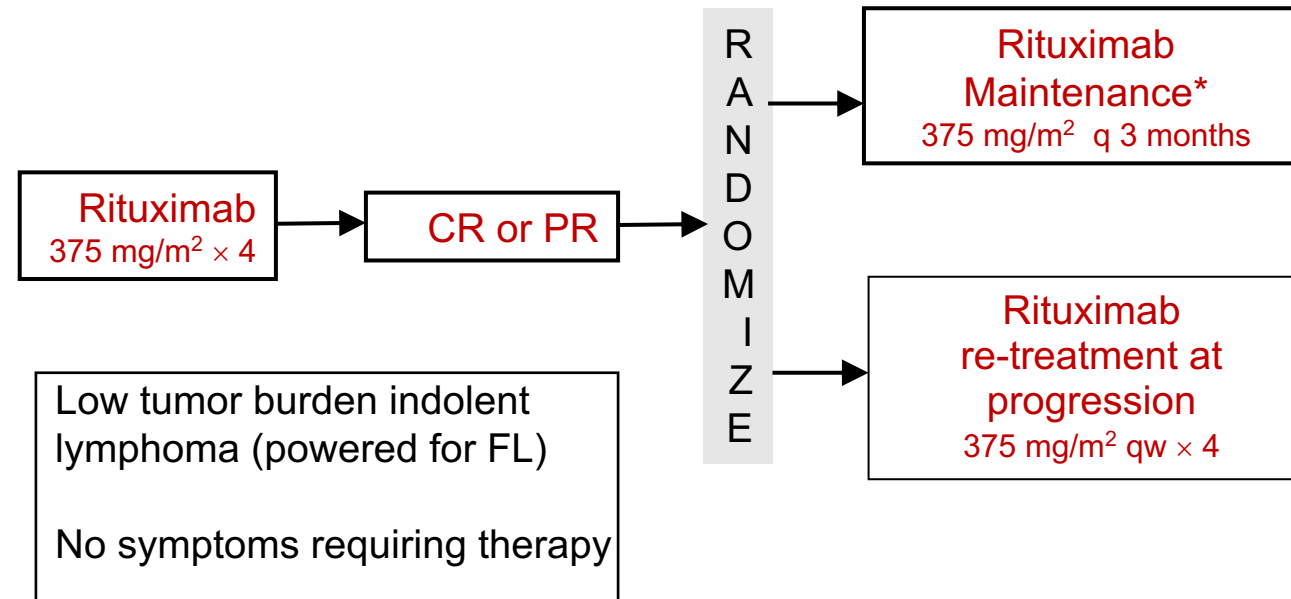 Rituximab
375 mg/m² × 4
CR or PR
R
A
N
D
O
M
I
Z
E
Rituximab
Maintenance*
375 mg/m² q 3 months
Rituximab
re-treatment at
progression
375 mg/m² qw × 4
Low tumor burden indolent
lymphoma (powered for FL)
No symptoms requiring therapy